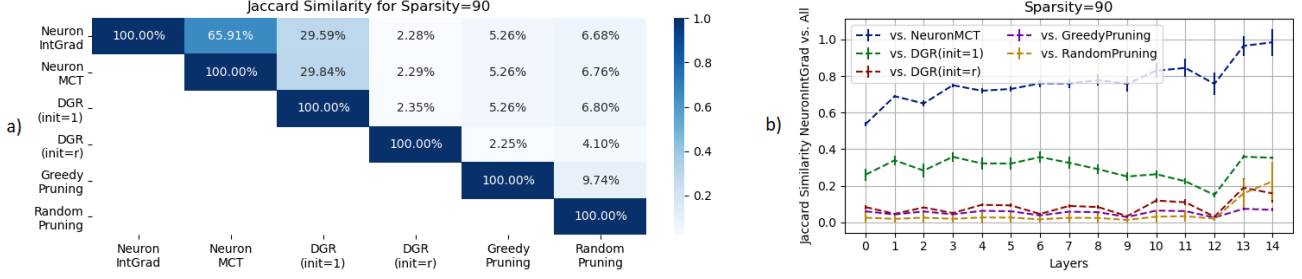 Jaccard Similarity for Sparsity=90
a)
Neuron
IntGrad
100.00%
65.91%
29.59%
2.28%
5.26%
6.68%
Neuron
MCT
100.00%
29.84%
2.29%
5.26%
6.76%
DGR
(init=1)
100.00%
2.35%
5.26%
6.80%
DGR
(init=r)
100.00%
2.25%
4.10%
Greedy
Pruning
100.00%
9.74%
Random
Pruning
100.00%
Neuron
IntGrad
Neuron
MCT
DGR
(init=1)
DGR
(init=r)
Greedy
Pruning
Random
Pruning
1.0
0.8
0.6
0.4
0.2
b)
Sparsity=90
Jaccard Similarity NeuronIntGrad vs. All
1.0
0.8
0.6
0.4
0.2
0.0
vs. NeuronMCT
vs. DGR(init=1)
vs. DGR(init=r)
vs. GreedyPruning
vs. RandomPruning
0 1 2 3 4 5 6 7 8 9 10 11 12 13 14
Layers